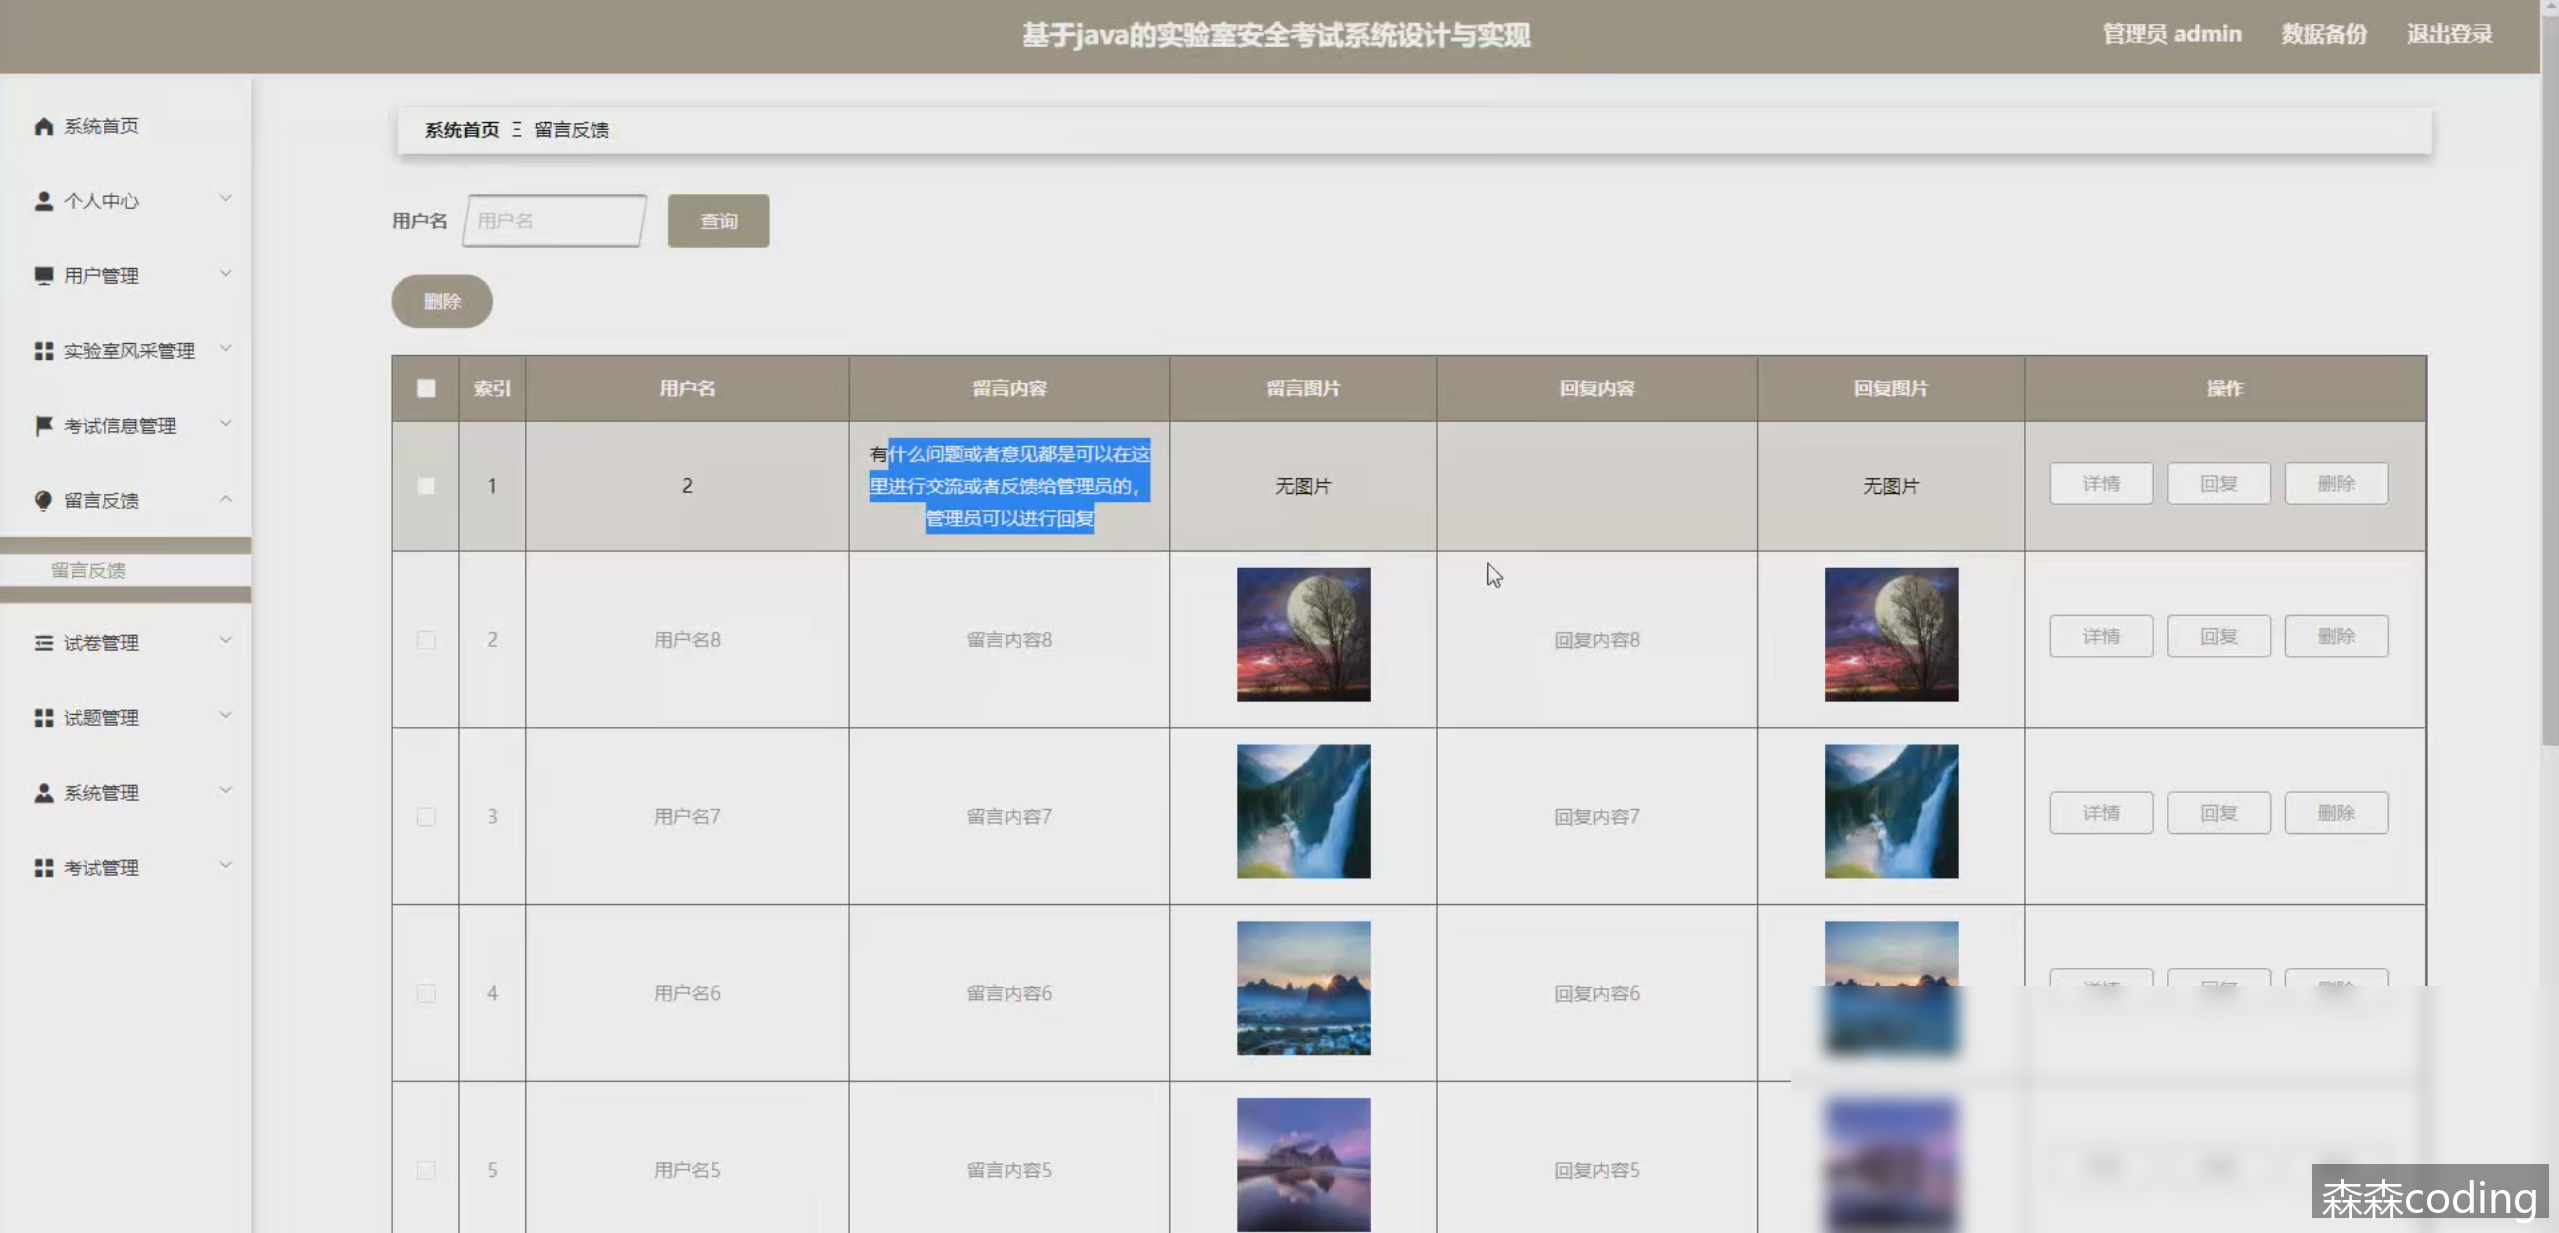 基于java的实验室安全考试系统设计与实现
管理员 admin 数据备份 退出登录
系统首页
个人中心
用户管理
实验室风采管理
考试信息管理
留言反馈
留言反馈
试卷管理
试题管理
系统管理
考试管理
系统首页 Ξ 留言反馈
用户名 用户名 查询
删除
索引 用户名 留言内容 留言图片 回复内容 回复图片 操作
1 2 有什么问题或者意见都是可以在这
里进行交流或者反馈给管理员的，
管理员可以进行回复
无图片 无图片 详情 回复 删除
2 用户名8 留言内容8 回复内容8 详情 回复 删除
3 用户名7 留言内容7 回复内容7 详情 回复 删除
4 用户名6 留言内容6 回复内容6
5 用户名5 留言内容5 回复内容5
森森coding